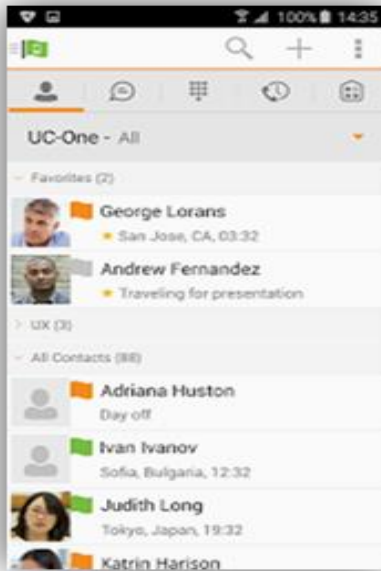 100% 14:35
UC-One - All
Favorites (2)
George Lorans
San Jose, CA, 03:32
Andrew Fernandez
Traveling for presentation
UX (3)
All Contacts (88)
Adriana Huston
Day off
Ivan Ivanov
Sofia, Bulgaria, 12:32
Judith Long
Tokyo, Japan, 19:32
Katrin Harison